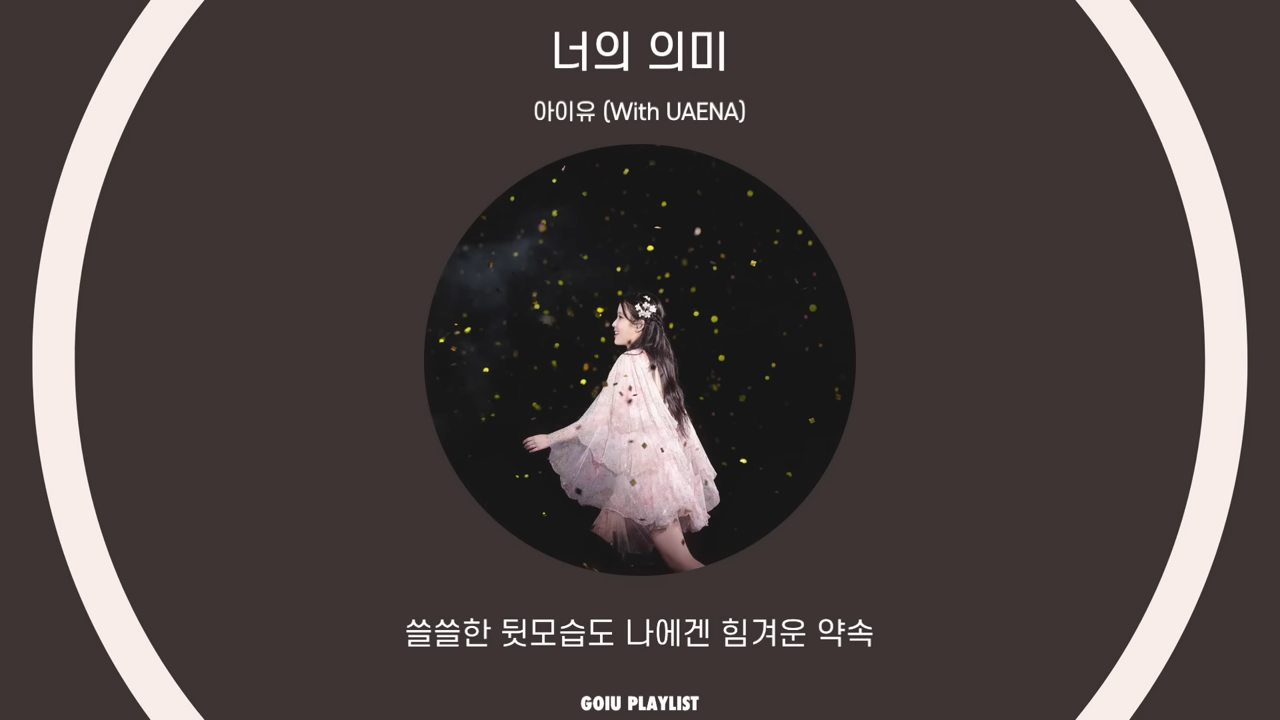 너의 의미
아이유 (With UAENA)
쓸쓸한 뒷모습도 나에겐 힘겨운 약속
GOIU PLAYLIST